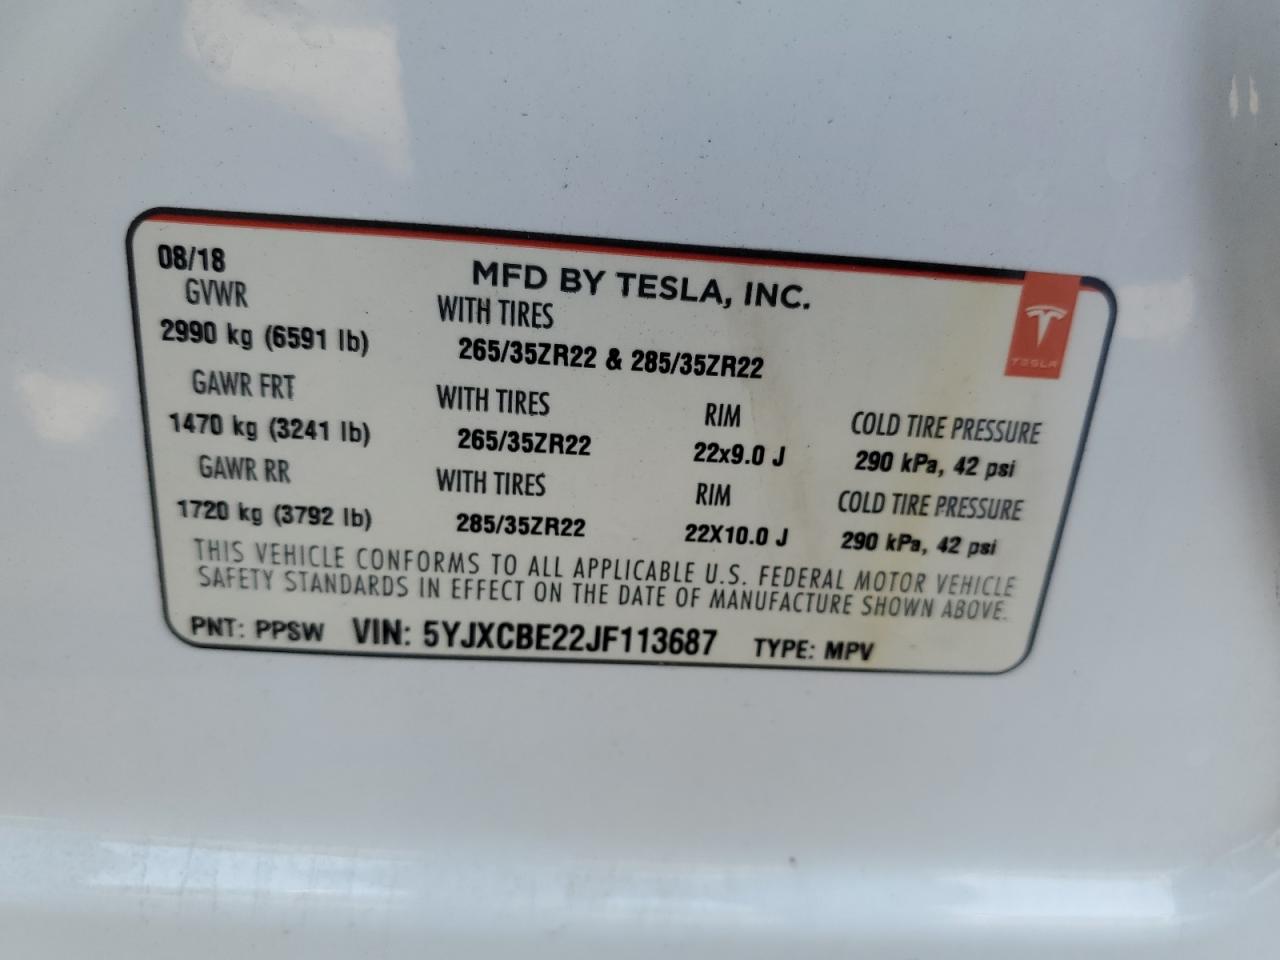 08/18
MFD BY TESLA, INC.
GVWR WITH TIRES
2990 kg (6591 lb) 265/35ZR22 & 285/35ZR22
TESLA
GAWR FRT WITH TIRES RIM COLD TIRE PRESSURE
1470 kg (3241 lb) 265/35ZR22 22x9.0 J 290 kPa, 42 psi
GAWR RR WITH TIRES RIM COLD TIRE PRESSURE
1720 kg (3792 lb) 285/35ZR22 22X10.0 J 290 kPa, 42 psi
THIS VEHICLE CONFORMS TO ALL APPLICABLE U.S. FEDERAL MOTOR VEHICLE
SAFETY STANDARDS IN EFFECT ON THE DATE OF MANUFACTURE SHOWN ABOVE.
PNT: PPSW VIN: 5YJXCBE22JF113687 TYPE: MPV